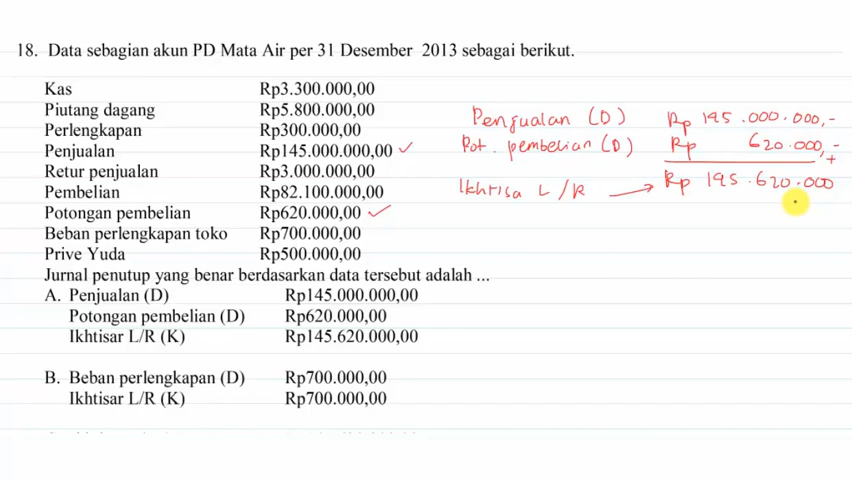 18. Data sebagian akun PD Mata Air per 31 Desember 2013 sebagai berikut.
Kas Rp3.300.000,00
Piutang dagang Rp5.800.000,00
Perlengkapan Rp300.000,00
Penjualan Rp145.000.000,00
Retur penjualan Rp3.000.000,00
Pembelian Rp82.100.000,00
Potongan pembelian Rp620.000,00
Beban perlengkapan toko Rp700.000,00
Prive Yuda Rp500.000,00
Jurnal penutup yang benar berdasarkan data tersebut adalah ...
A. Penjualan (D) Rp145.000.000,00
Potongan pembelian (D) Rp620.000,00
Ikhtisar L/R (K) Rp145.620.000,00
B. Beban perlengkapan (D) Rp700.000,00
Ikhtisar L/R (K) Rp700.000,00
Penjualan (D) Rp 195.000.000,-
Pot. pembelian (D) Rp 620.000,-
+
Ikhtisa L/R → Rp 195.620.000